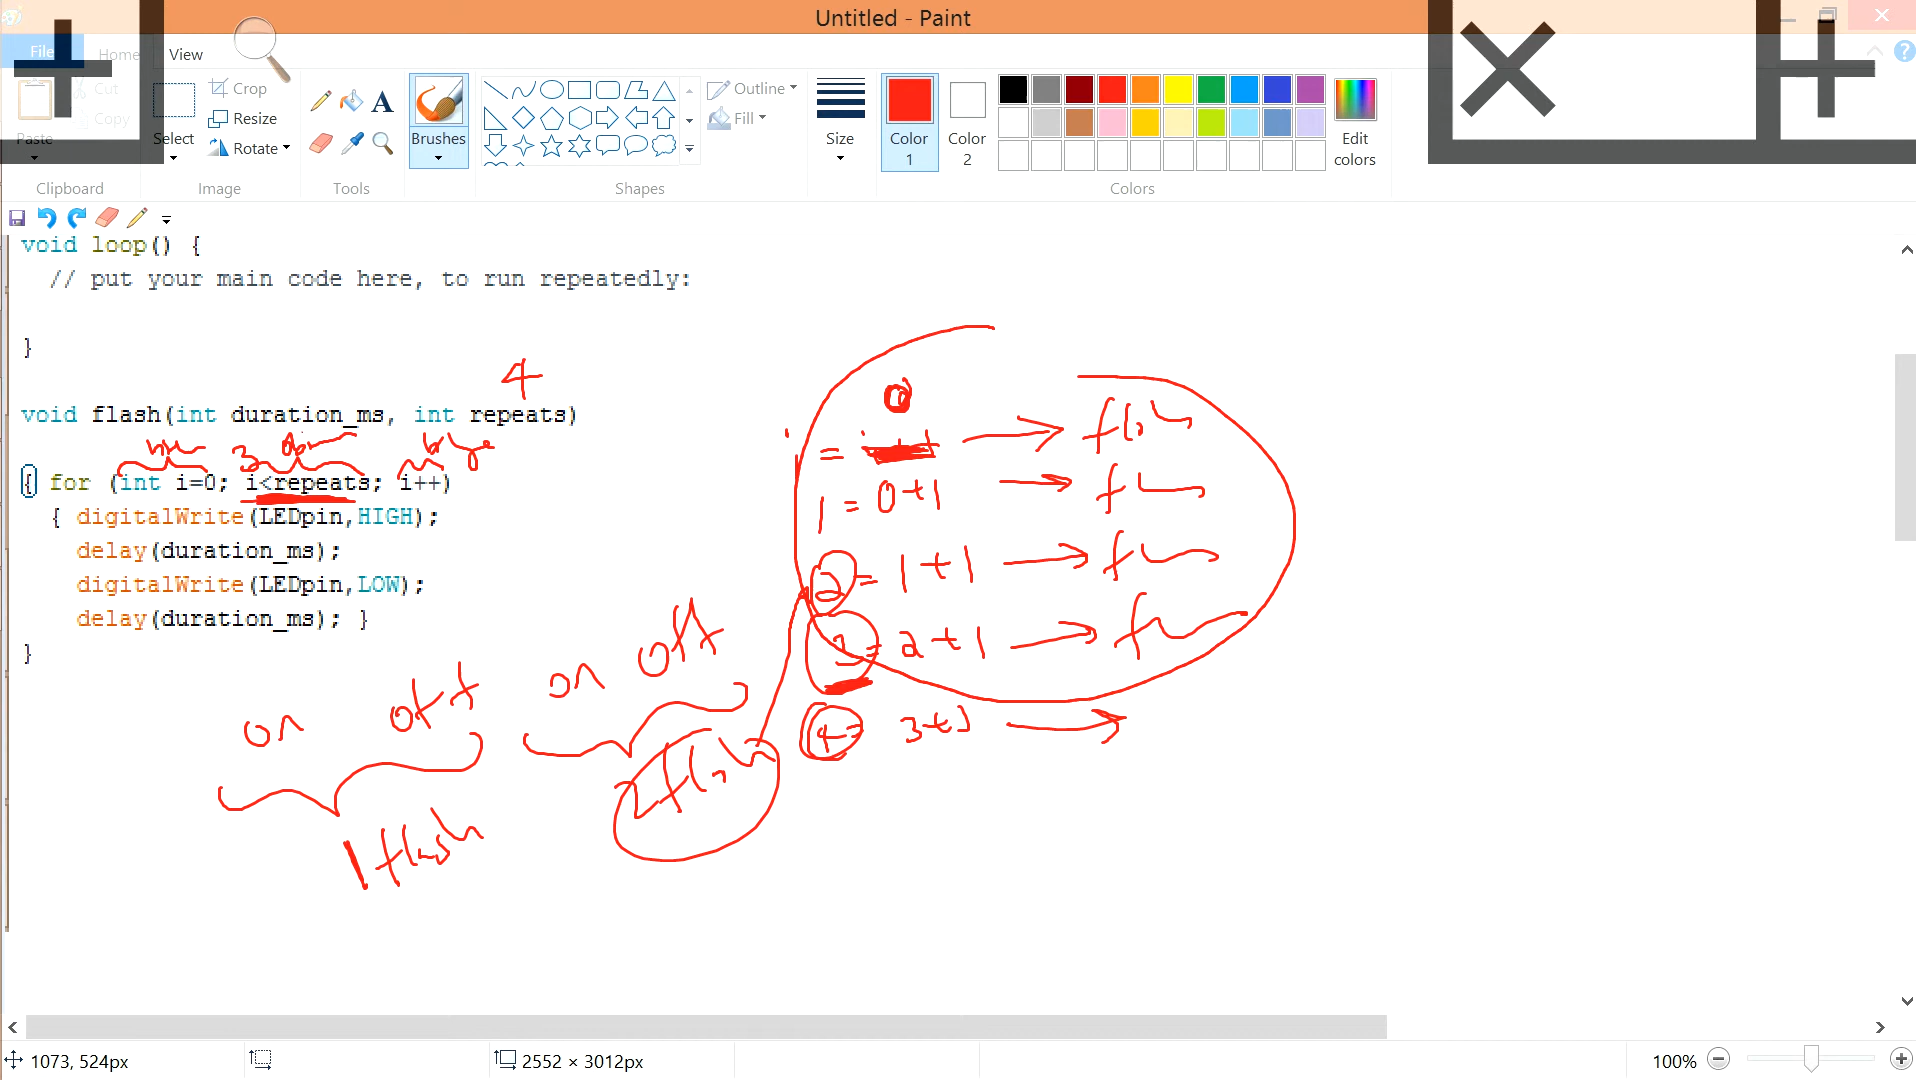 Untitled - Paint
File
Home
View
Cut
Copy
Paste
Crop
Resize
Select
Rotate
Brushes
Outline
Fill
Size
Color 1
Color 2
Edit colors
Clipboard
Image
Tools
Shapes
Colors
void loop() {
// put your main code here, to run repeatedly:
}
4
void flash(int duration_ms, int repeats)
{ for (int i=0; i<repeats; i++)
{ digitalWrite(LEDpin,HIGH);
delay(duration_ms);
digitalWrite(LEDpin,LOW);
delay(duration_ms); }
}
i = 0
1 = 0+1
2 = 1+1
3 = 2+1
4 = 3+1
on off on off
1 flash
2 flash
1073, 524px
2552 × 3012px
100%